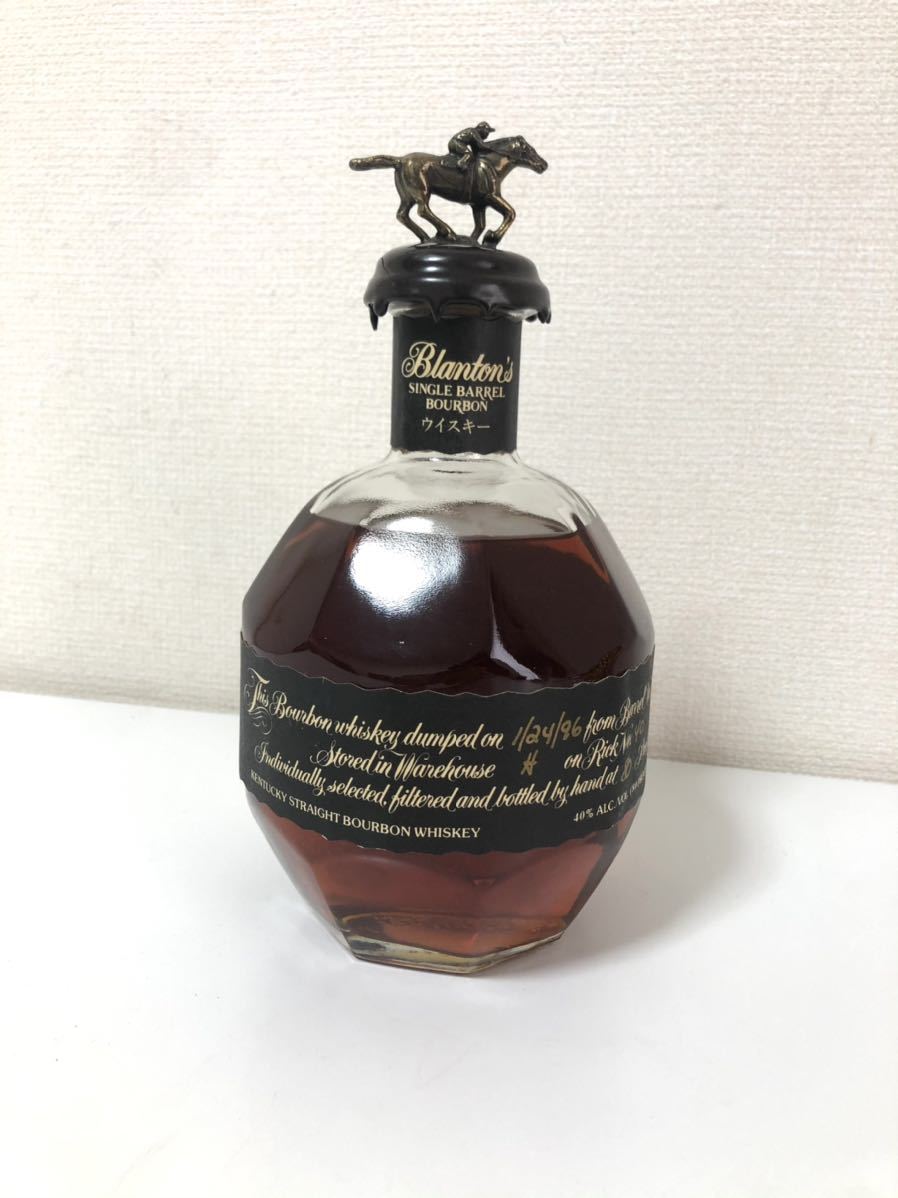 Blanton's
SINGLE BARREL
BOURBON
ウイスキー
This Bourbon whiskey dumped on 1/24/96 from Barrel
Stored in Warehouse H on Rick
Individually selected, filtered and bottled by hand at 80
KENTUCKY STRAIGHT BOURBON WHISKEY
40% ALC. VOL